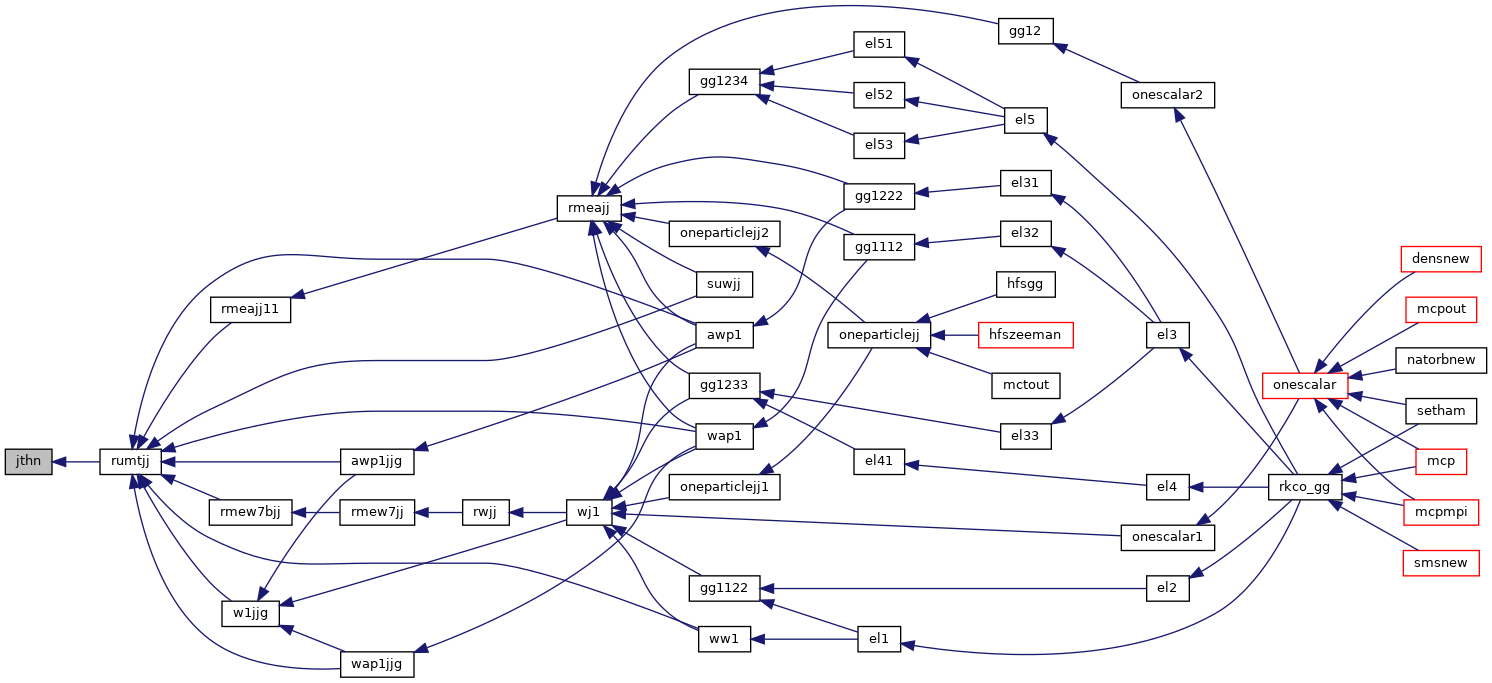 jthn
rumtjj
rmeajj11
awp1jjg
rmew7bjj
rmew7jj
w1jjg
wap1jjg
rwjj
rmeajj
wj1
gg1234
oneparticlejj2
suwjj
awp1
gg1233
wap1
oneparticlejj1
gg1122
ww1
el51
el52
el53
gg1222
gg1112
oneparticlejj
el41
el1
gg12
el5
el31
el32
hfsgg
hfszeeman
mctout
el33
onescalar2
el3
el4
onescalar1
el2
onescalar
rkco_gg
densnew
mcpout
natorbnew
setham
mcp
mcpmpi
smsnew